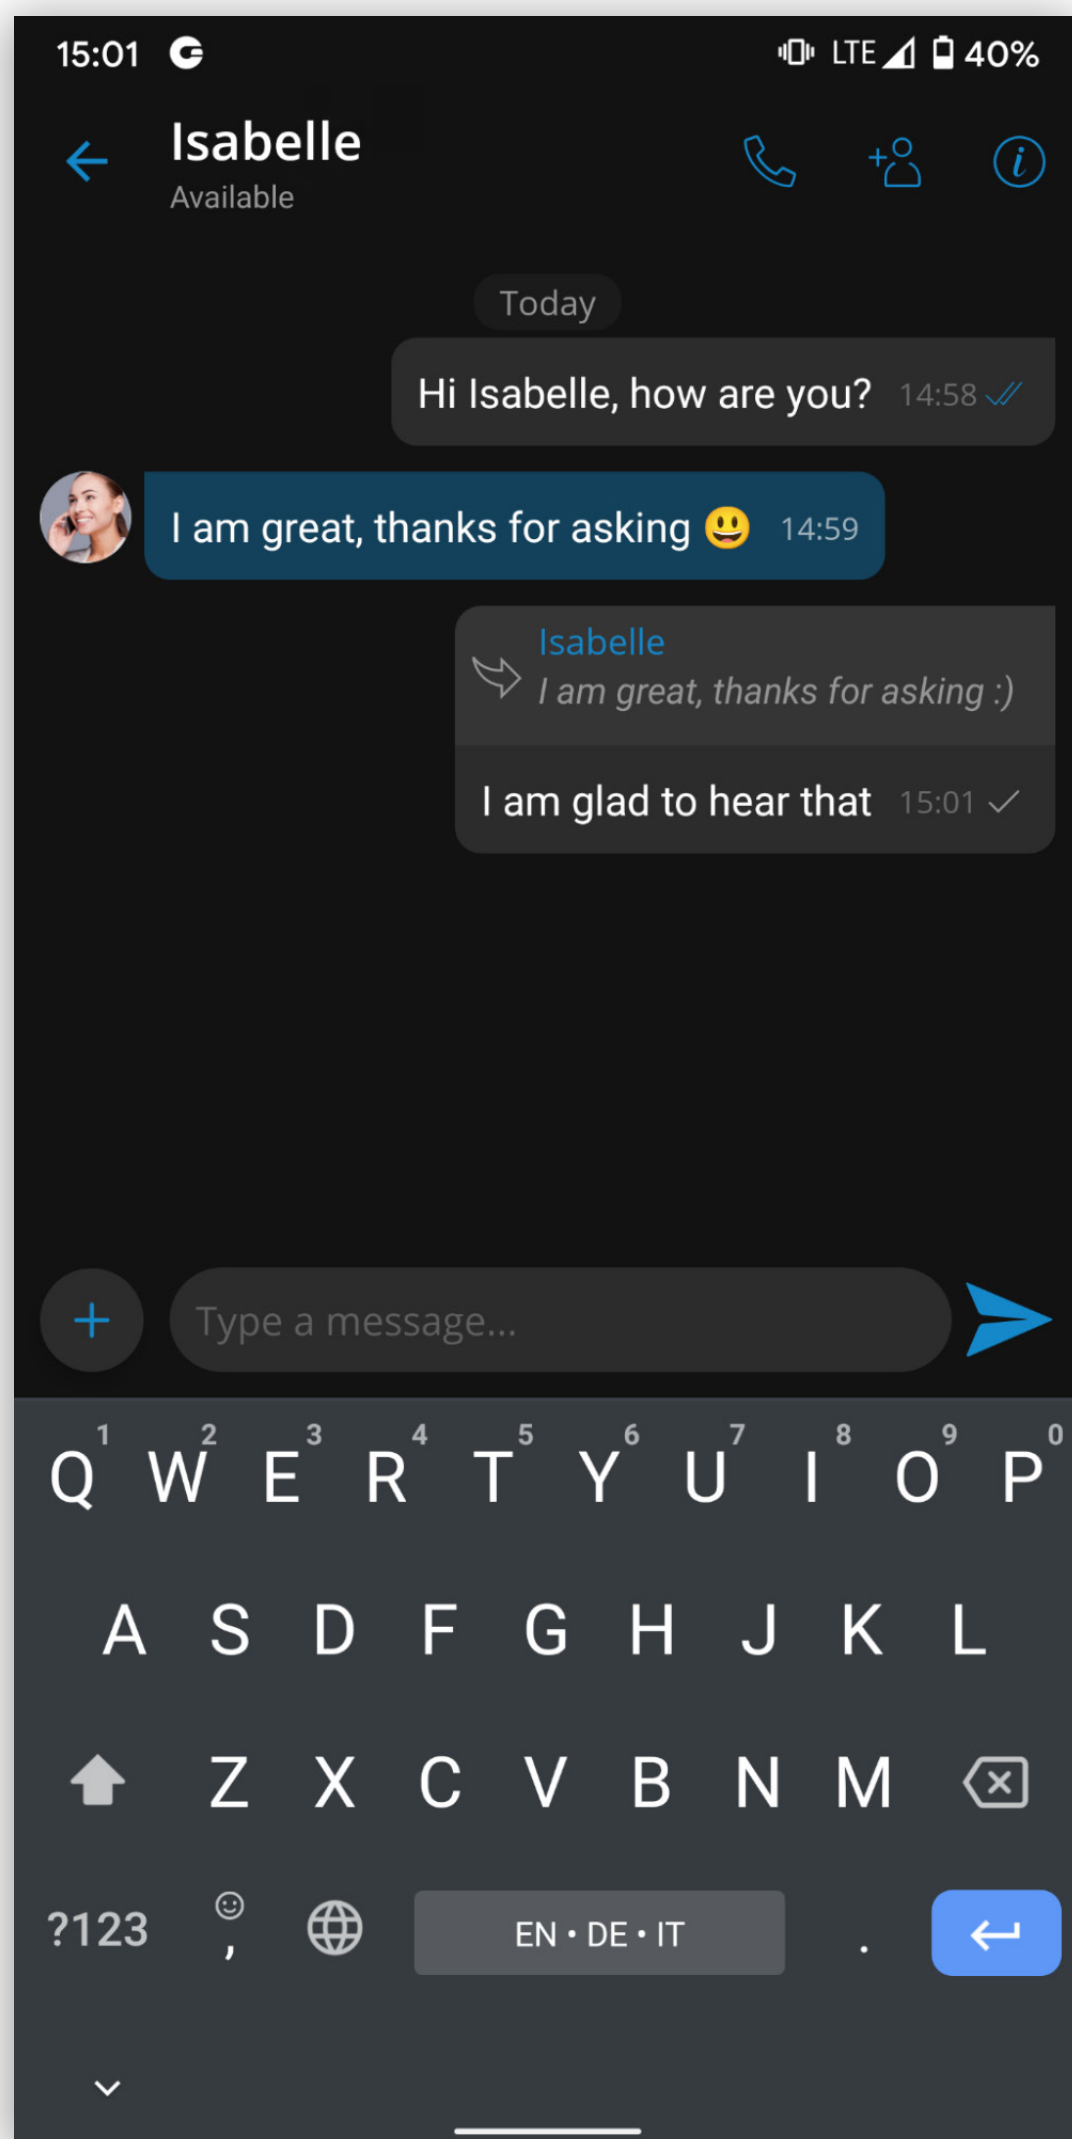 15:01 LTE 40%
Isabelle
Available
Today
Hi Isabelle, how are you? 14:58
I am great, thanks for asking 😃 14:59
Isabelle
I am great, thanks for asking :)
I am glad to hear that 15:01
Type a message...
1 2 3 4 5 6 7 8 9 0
Q W E R T Y U I O P
A S D F G H J K L
Z X C V B N M
?123 , EN • DE • IT .